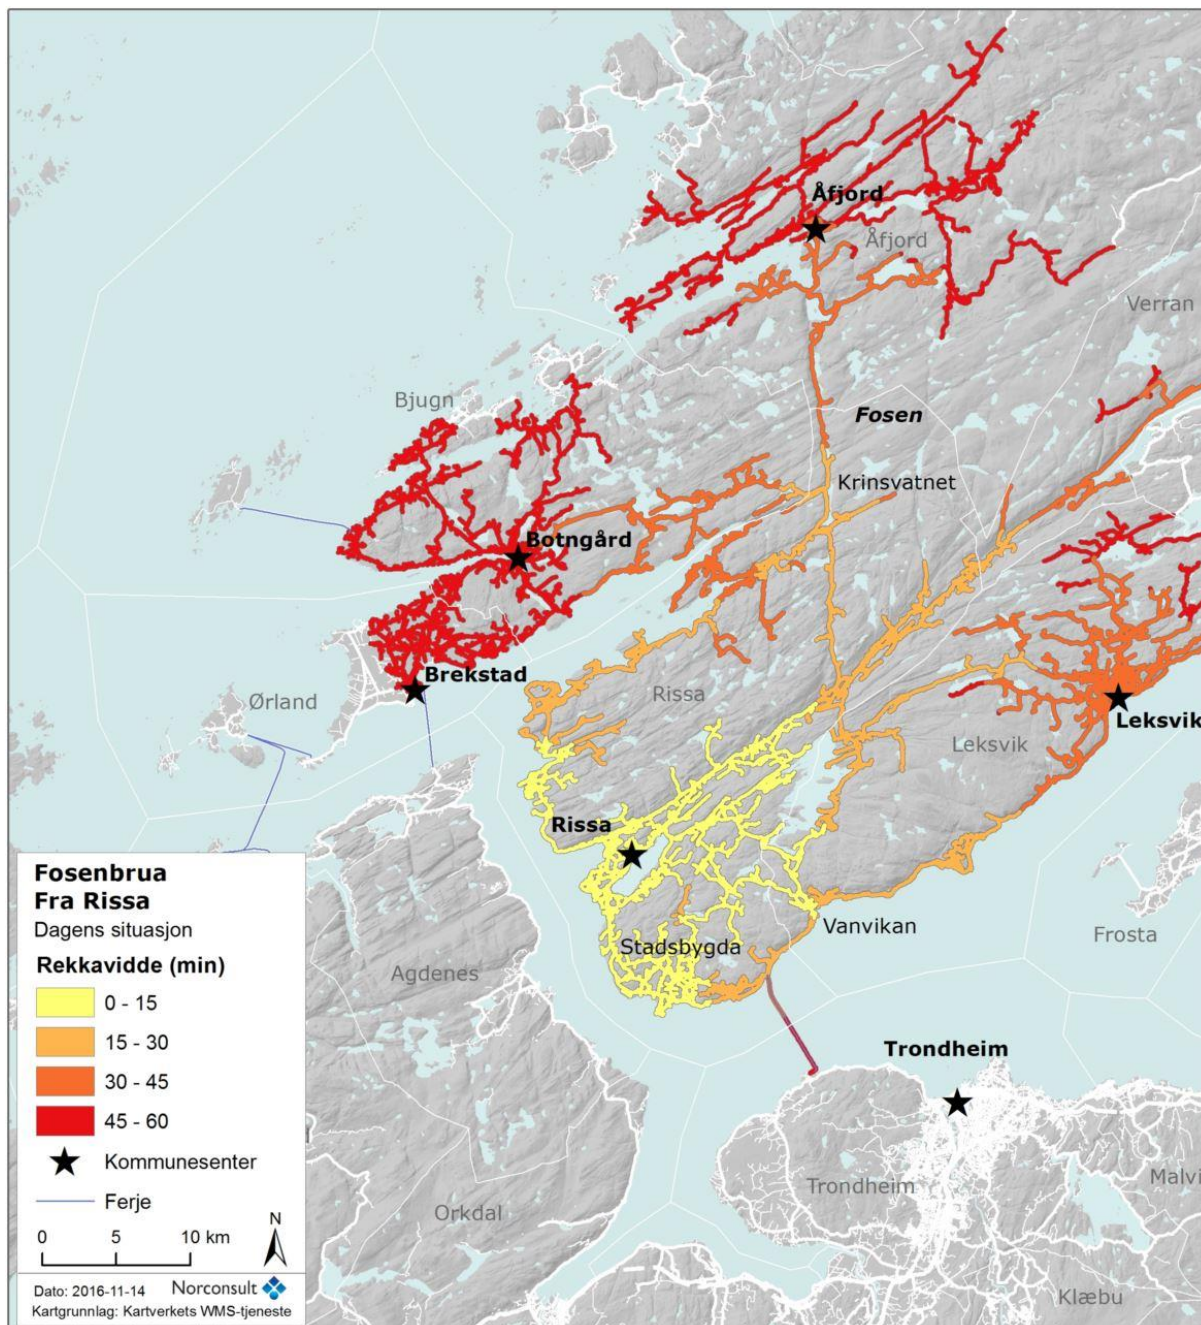 Åfjord
Åfjord
Verran
Bjugn
Fosen
Krinsvatnet
Botngård
Brekstad
Ørland
Rissa
Leksvik
Leksvik
Rissa
Vanvikan
Stadsbygda
Frosta
Agdenes
Trondheim
Trondheim
Malvi
Orkdal
Klæbu
Fosenbrua
Fra Rissa
Dagens situasjon
Rekkavidde (min)
0 - 15
15 - 30
30 - 45
45 - 60
Kommunesenter
Ferje
N
0 5 10 km
Dato: 2016-11-14 Norconsult
Kartgrunnlag: Kartverkets WMS-tjeneste